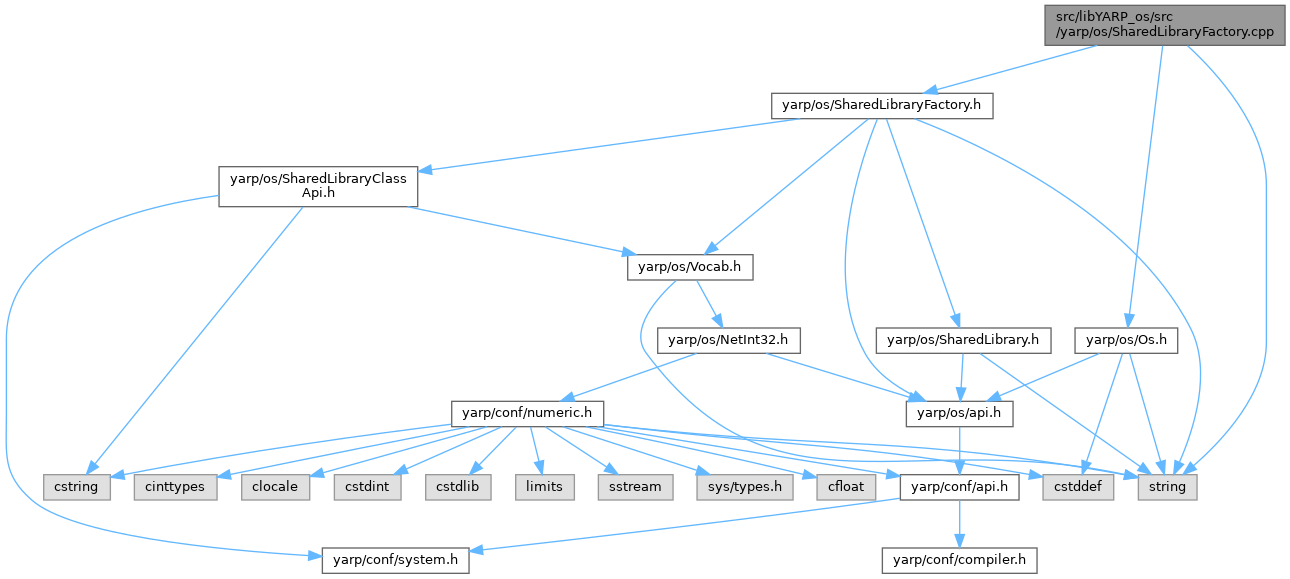 src/libYARP_os/src
/yarp/os/SharedLibraryFactory.cpp
yarp/os/SharedLibraryFactory.h
yarp/os/SharedLibraryClass
Api.h
yarp/os/Vocab.h
yarp/os/NetInt32.h
yarp/os/SharedLibrary.h
yarp/os/Os.h
yarp/conf/numeric.h
yarp/os/api.h
cstring
cinttypes
clocale
cstdint
cstdlib
limits
sstream
sys/types.h
cfloat
yarp/conf/api.h
cstddef
string
yarp/conf/system.h
yarp/conf/compiler.h